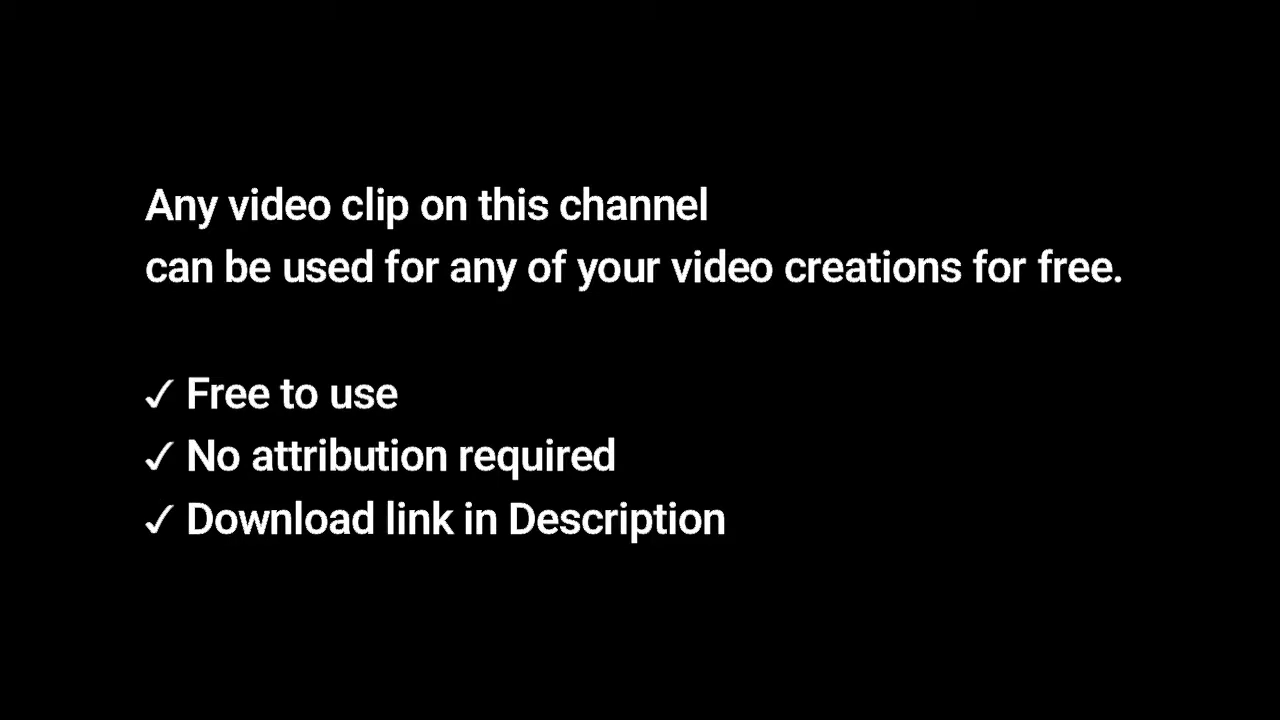 Any video clip on this channel
can be used for any of your video creations for free.
✓ Free to use
✓ No attribution required
✓ Download link in Description